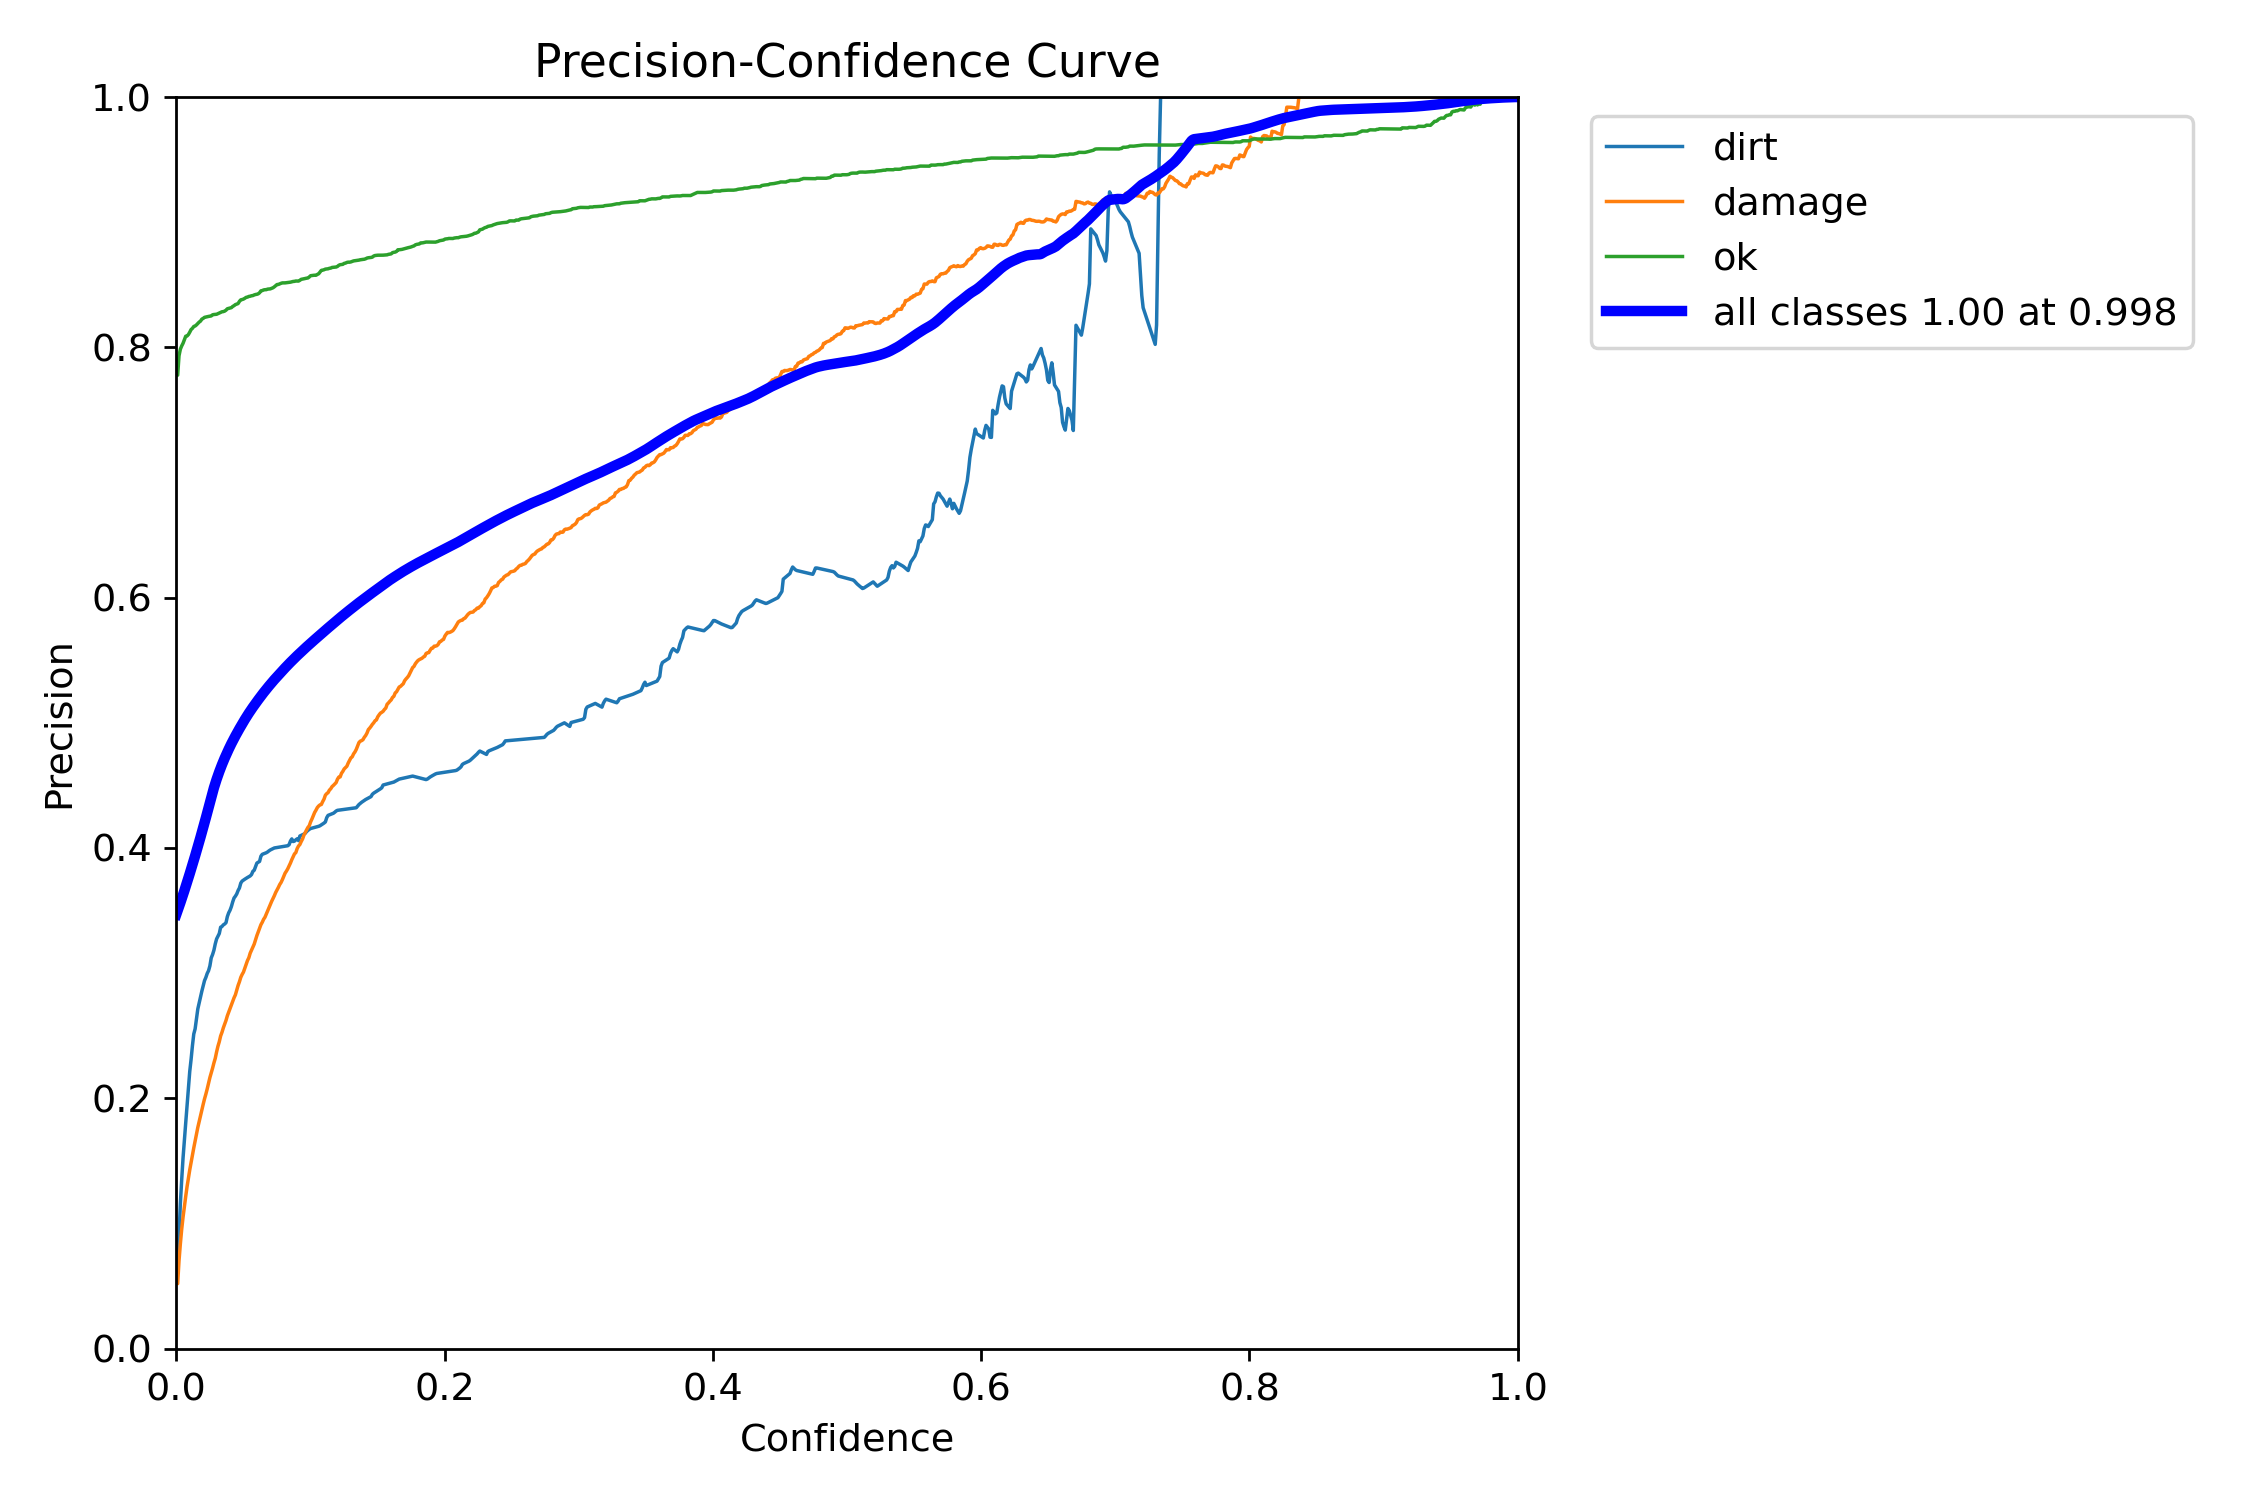 Precision-Confidence Curve
1.0
0.8
0.6
0.4
0.2
0.0
Precision
0.0 0.2 0.4 0.6 0.8 1.0
Confidence
dirt
damage
ok
all classes 1.00 at 0.998